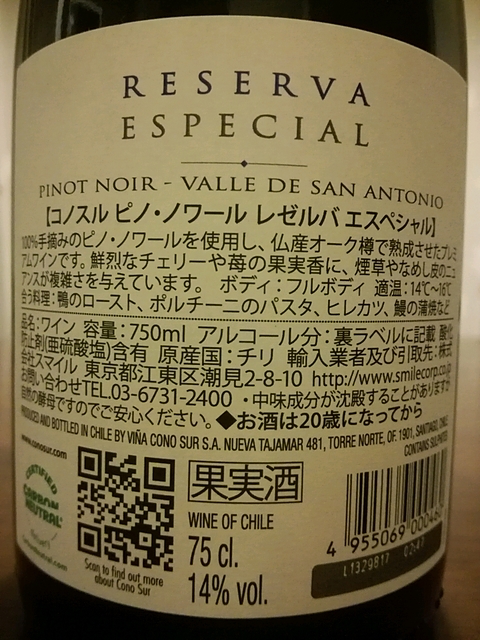 RESERVA
ESPECIAL
PINOT NOIR - VALLE DE SAN ANTONIO
【コノスル ピノ・ノワール レゼルバ エスペシャル】
100%手摘みのピノ・ノワールを使用し、仏産オーク樽で熟成させたプレミ
アムワインです。鮮烈なチェリーや苺の果実香に、煙草やなめし皮のニュ
アンスが複雑さを与えています。 ボディ：フルボディ 適温：14℃〜16℃
合う料理：鴨のロースト、ポルチーニのパスタ、ヒレカツ、鰻の蒲焼など
品名：ワイン 容量：750ml アルコール分：裏ラベルに記載 酸化
防止剤(亜硫酸塩)含有 原産国：チリ 輸入業者及び引取先：株式
会社スマイル 東京都江東区潮見2-8-10 http://www.smilecorp.co.jp
お問い合わせTEL.03-6731-2400 ・中味成分が沈殿することがありますが
自然の酵母ですのでご安心ください。◆お酒は20歳になってから
PRODUCED AND BOTTLED IN CHILE BY VIÑA CONO SUR S.A. NUEVA TAJAMAR 481, TORRE NORTE, OF. 1901, SANTIAGO, CHILE
CONTAINS SULPHITES
www.conosur.com
CERTIFIED
CARBON
NEUTRAL
果実酒
WINE OF CHILE
75 cl.
14% vol.
Scan to find out more
about Cono Sur
4 955069 000460
L1329817 02:47